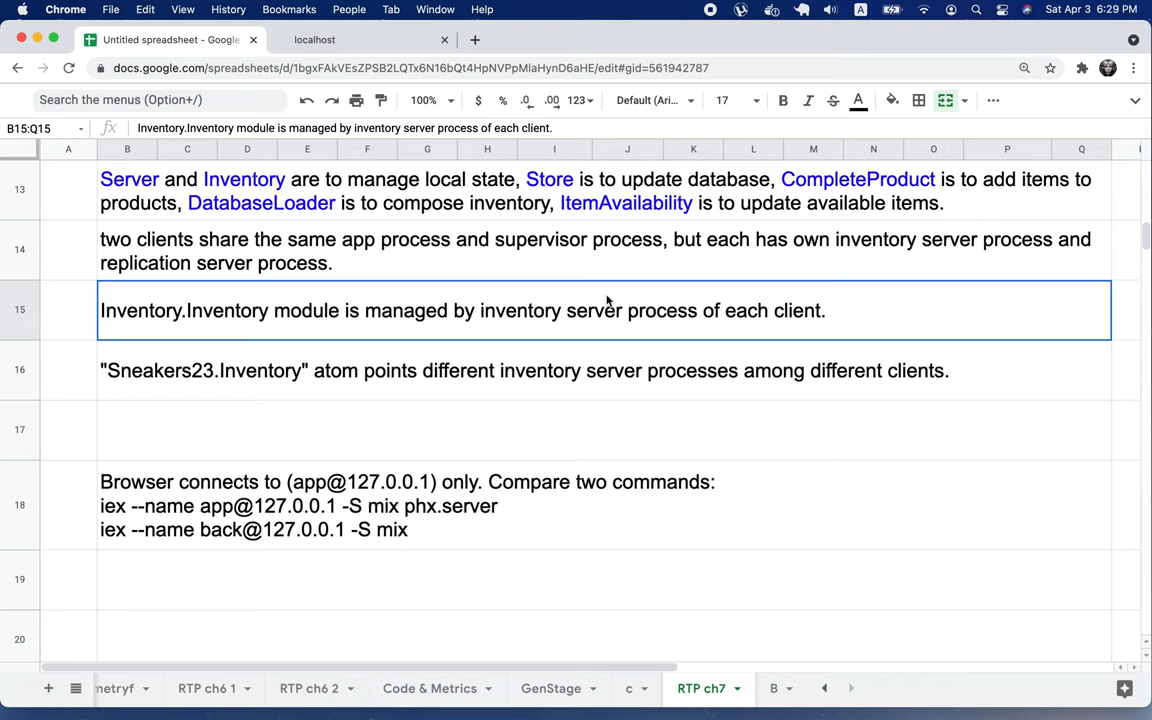 Chrome File Edit View History Bookmarks People Tab Window Help A Sat Apr 3 6:29 PM
Untitled spreadsheet - Google localhost
docs.google.com/spreadsheets/d/1bgxFAkVEsZPSB2LQTx6N16bQt4HpNVPpMlaHynD6aHE/edit#gid=561942787
Search the menus (Option+/) 100% $ % .0 .00 123 Default (Ari... 17 B I S A
B15:Q15 fx Inventory.Inventory module is managed by inventory server process of each client.
A B C D E F G H I J K L M N O P Q
13 Server and Inventory are to manage local state, Store is to update database, CompleteProduct is to add items to
products, DatabaseLoader is to compose inventory, ItemAvailability is to update available items.
14 two clients share the same app process and supervisor process, but each has own inventory server process and
replication server process.
15 Inventory.Inventory module is managed by inventory server process of each client.
16 "Sneakers23.Inventory" atom points different inventory server processes among different clients.
17
18 Browser connects to (app@127.0.0.1) only. Compare two commands:
iex --name app@127.0.0.1 -S mix phx.server
iex --name back@127.0.0.1 -S mix
19
20
metryf RTP ch6 1 RTP ch6 2 Code & Metrics GenStage c RTP ch7 B